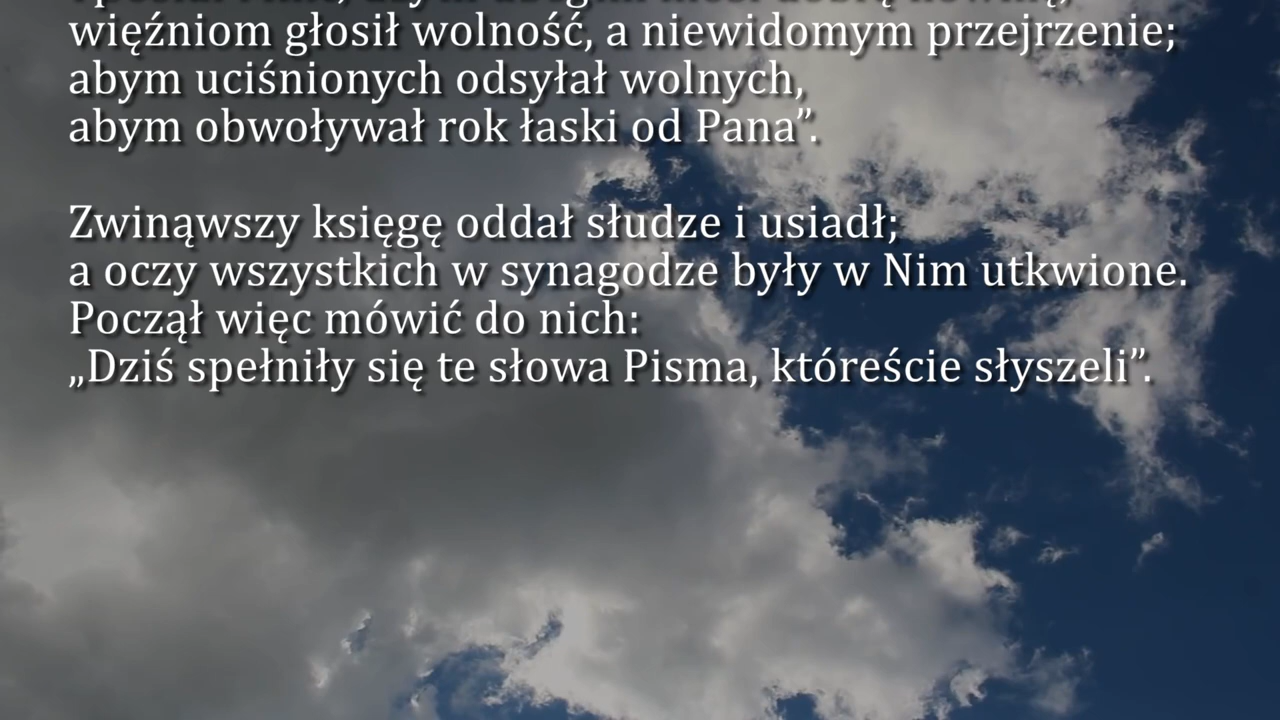 więźniom głosił wolność, a niewidomym przejrzenie;
abym uciśnionych odsyłał wolnych,
abym obwoływał rok łaski od Pana”.
Zwinąwszy księgę oddał słudze i usiadł;
a oczy wszystkich w synagodze były w Nim utkwione.
Począł więc mówić do nich:
„Dziś spełniły się te słowa Pisma, któreście słyszeli”.